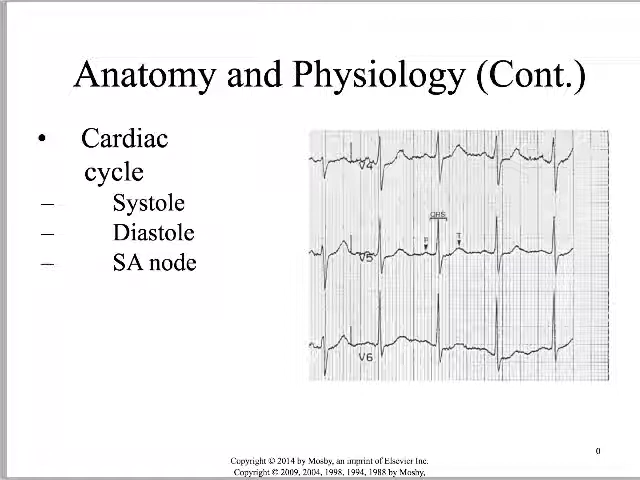 Anatomy and Physiology (Cont.)
• Cardiac
cycle
– Systole
– Diastole
– SA node
V4
QRS
P
T
V5
V6
0
Copyright © 2014 by Mosby, an imprint of Elsevier Inc.
Copyright © 2009, 2004, 1998, 1994, 1988 by Mosby,